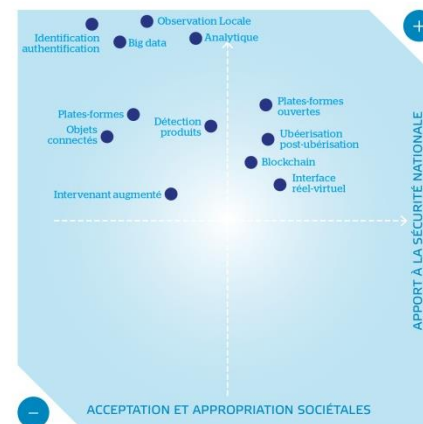 Observation Locale
+
Identification
authentification
Big data
Analytique
Plates-formes
ouvertes
Plates-formes
Détection
produits
Objets
connectés
Ubéerisation
post-ubérisation
Blockchain
Interface
réel-virtuel
Intervenant augmenté
APPORT À LA SÉCURITÉ NATIONALE
−
ACCEPTATION ET APPROPRIATION SOCIÉTALES